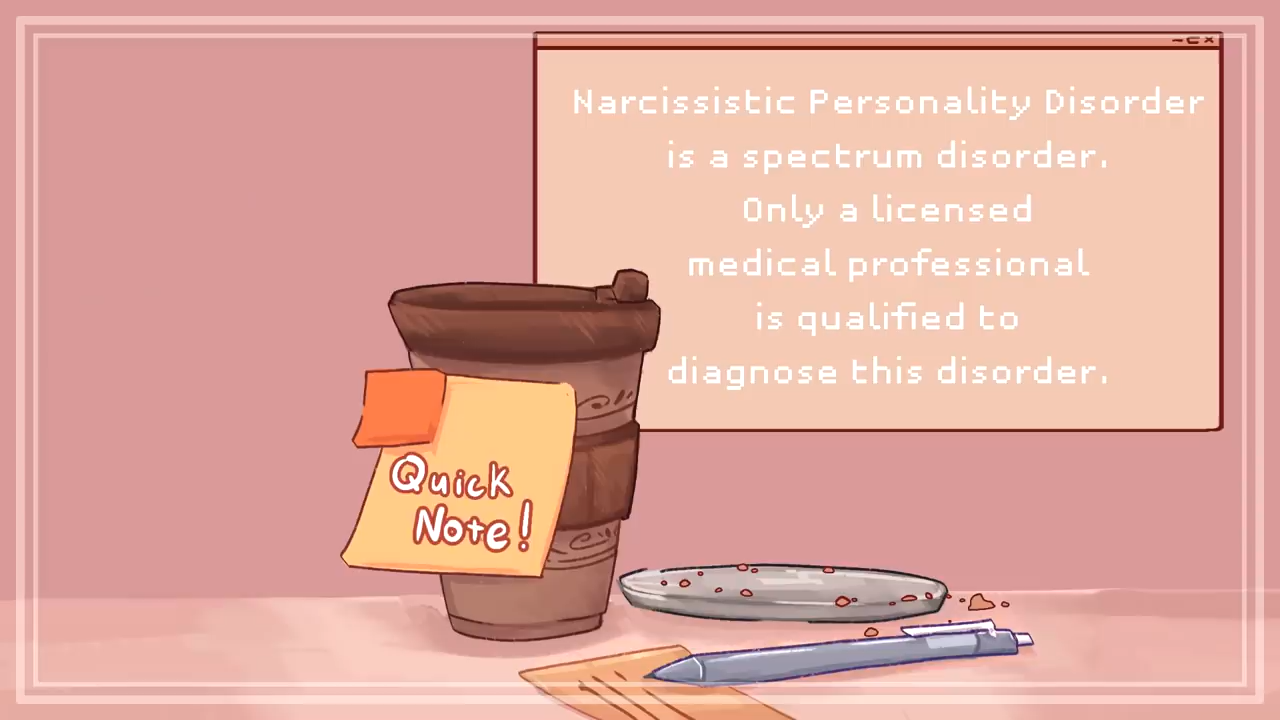 Narcissistic Personality Disorder
is a spectrum disorder.
Only a licensed
medical professional
is qualified to
diagnose this disorder.
Quick
Note!